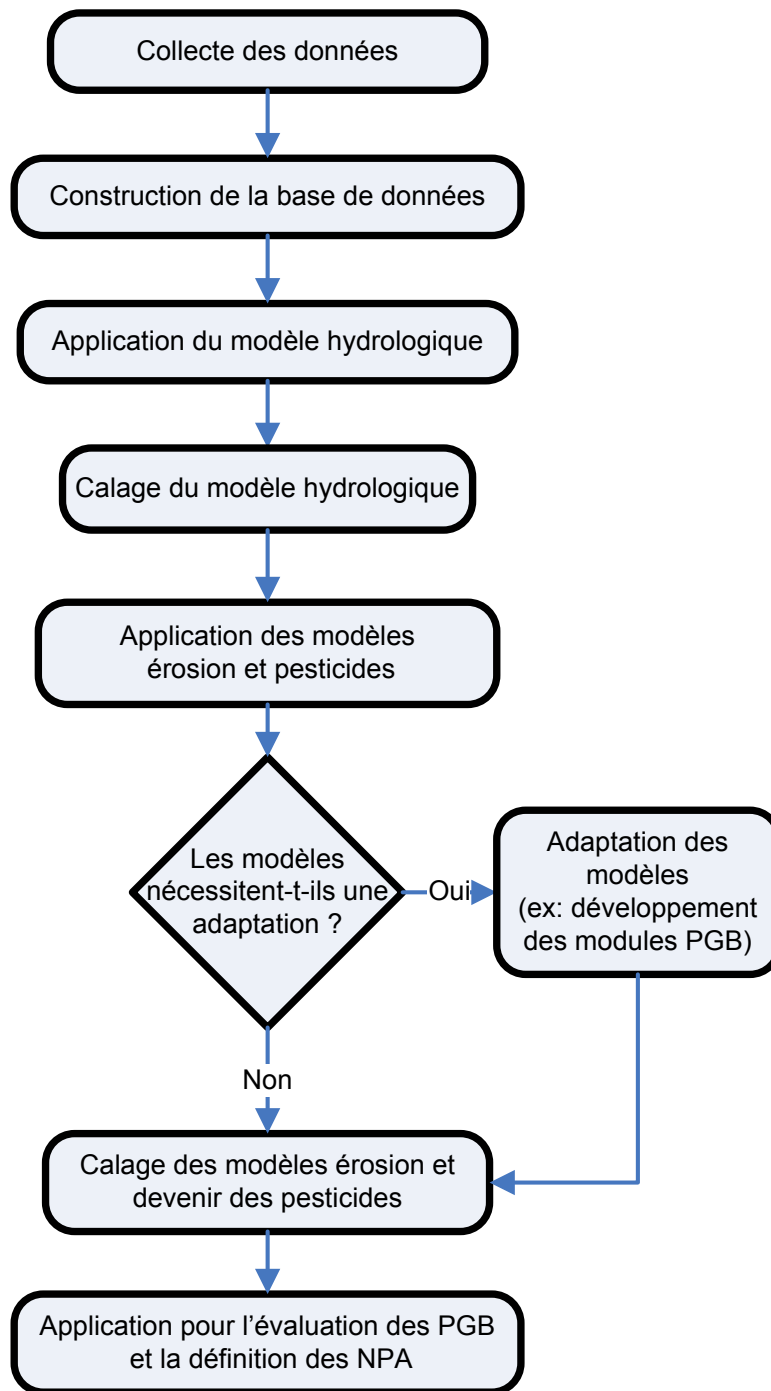 Collecte des données
Construction de la base de données
Application du modèle hydrologique
Calage du modèle hydrologique
Application des modèles
érosion et pesticides
Les modèles
nécessitent-t-ils une
adaptation ?
Oui
Adaptation des
modèles
(ex: développement
des modules PGB)
Non
Calage des modèles érosion et
devenir des pesticides
Application pour l’évaluation des PGB
et la définition des NPA